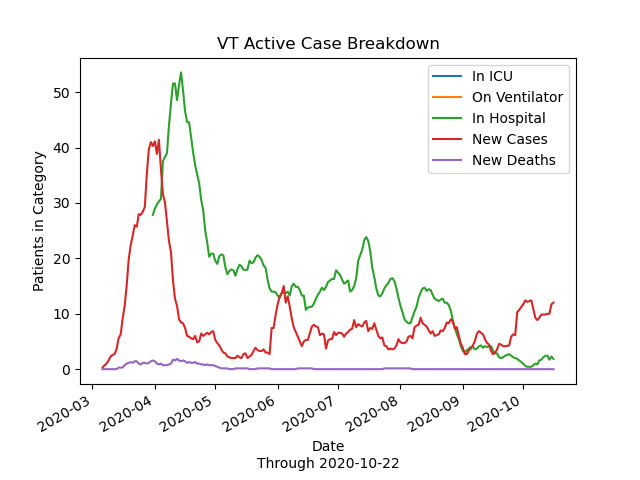 VT Active Case Breakdown
In ICU
On Ventilator
In Hospital
New Cases
New Deaths
Patients in Category
50
40
30
20
10
0
2020-03
2020-04
2020-05
2020-06
2020-07
2020-08
2020-09
2020-10
Date
Through 2020-10-22